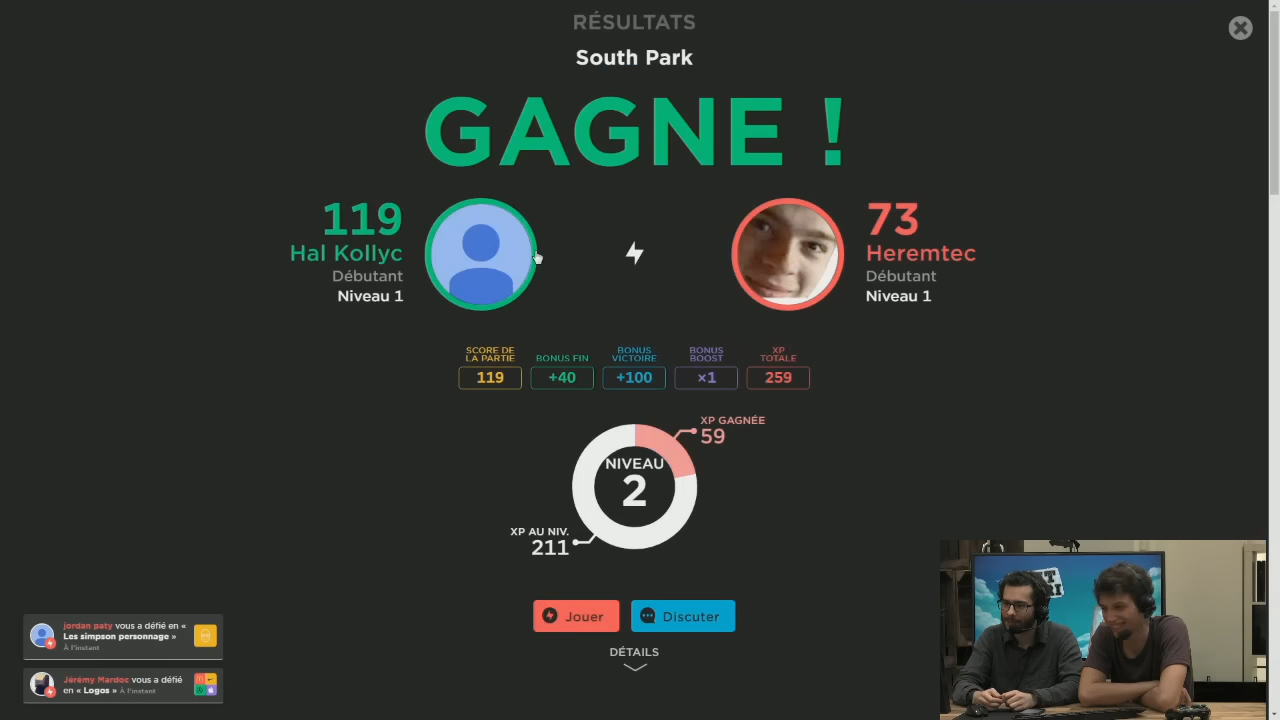 RÉSULTATS
South Park
GAGNE !
119
Hal Kollyc
Débutant
Niveau 1
73
Heremtec
Débutant
Niveau 1
SCORE DE
LA PARTIE
119
BONUS FIN
+40
BONUS
VICTOIRE
+100
BONUS
BOOST
×1
XP
TOTALE
259
XP GAGNÉE
59
NIVEAU
2
XP AU NIV.
211
Jouer
Discuter
DÉTAILS
jordan paty vous a défié en «
Les simpson personnage »
À l'instant
Jérémy Mardoc vous a défié
en « Logos » À l'instant